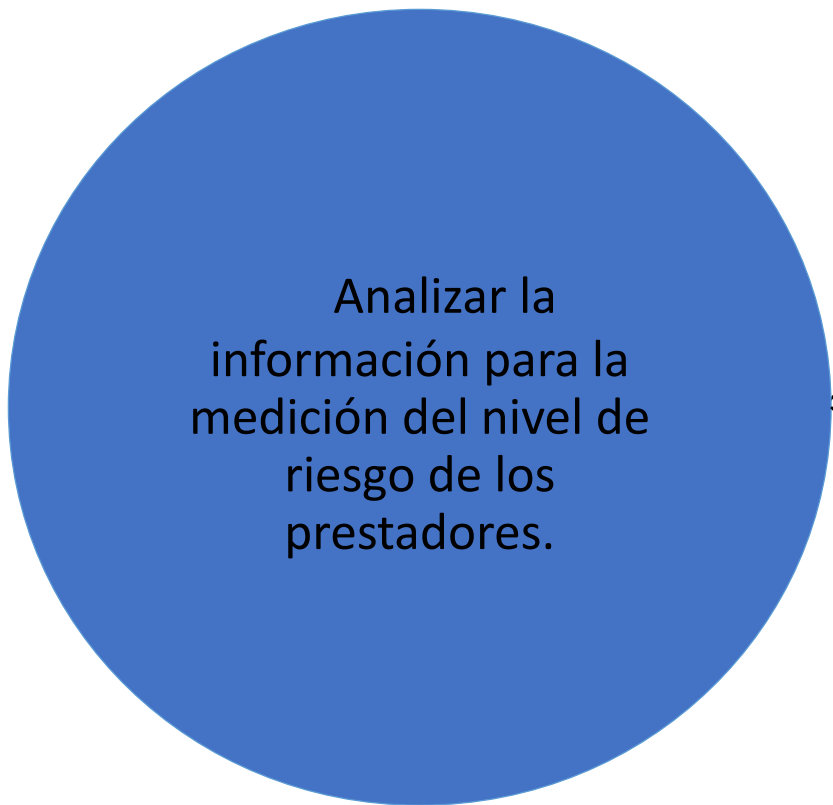 Analizar la
información para la
medición del nivel de
riesgo de los
prestadores.